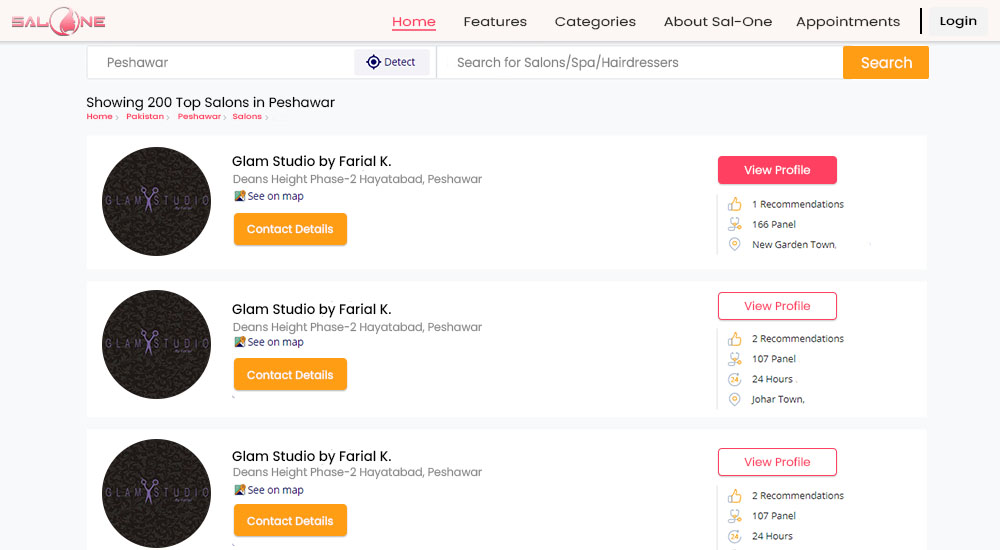 SALONE
Home
Features
Categories
About Sal-One
Appointments
Login
Peshawar
Detect
Search for Salons/Spa/Hairdressers
Search
Showing 200 Top Salons in Peshawar
Home > Pakistan > Peshawar > Salons >
GLAM STUDIO
Glam Studio by Farial K.
Deans Height Phase-2 Hayatabad, Peshawar
See on map
Contact Details
View Profile
1 Recommendations
166 Panel
New Garden Town,
GLAM STUDIO
Glam Studio by Farial K.
Deans Height Phase-2 Hayatabad, Peshawar
See on map
Contact Details
View Profile
2 Recommendations
107 Panel
24 24 Hours
Johar Town,
GLAM STUDIO
Glam Studio by Farial K.
Deans Height Phase-2 Hayatabad, Peshawar
See on map
Contact Details
View Profile
2 Recommendations
107 Panel
24 24 Hours